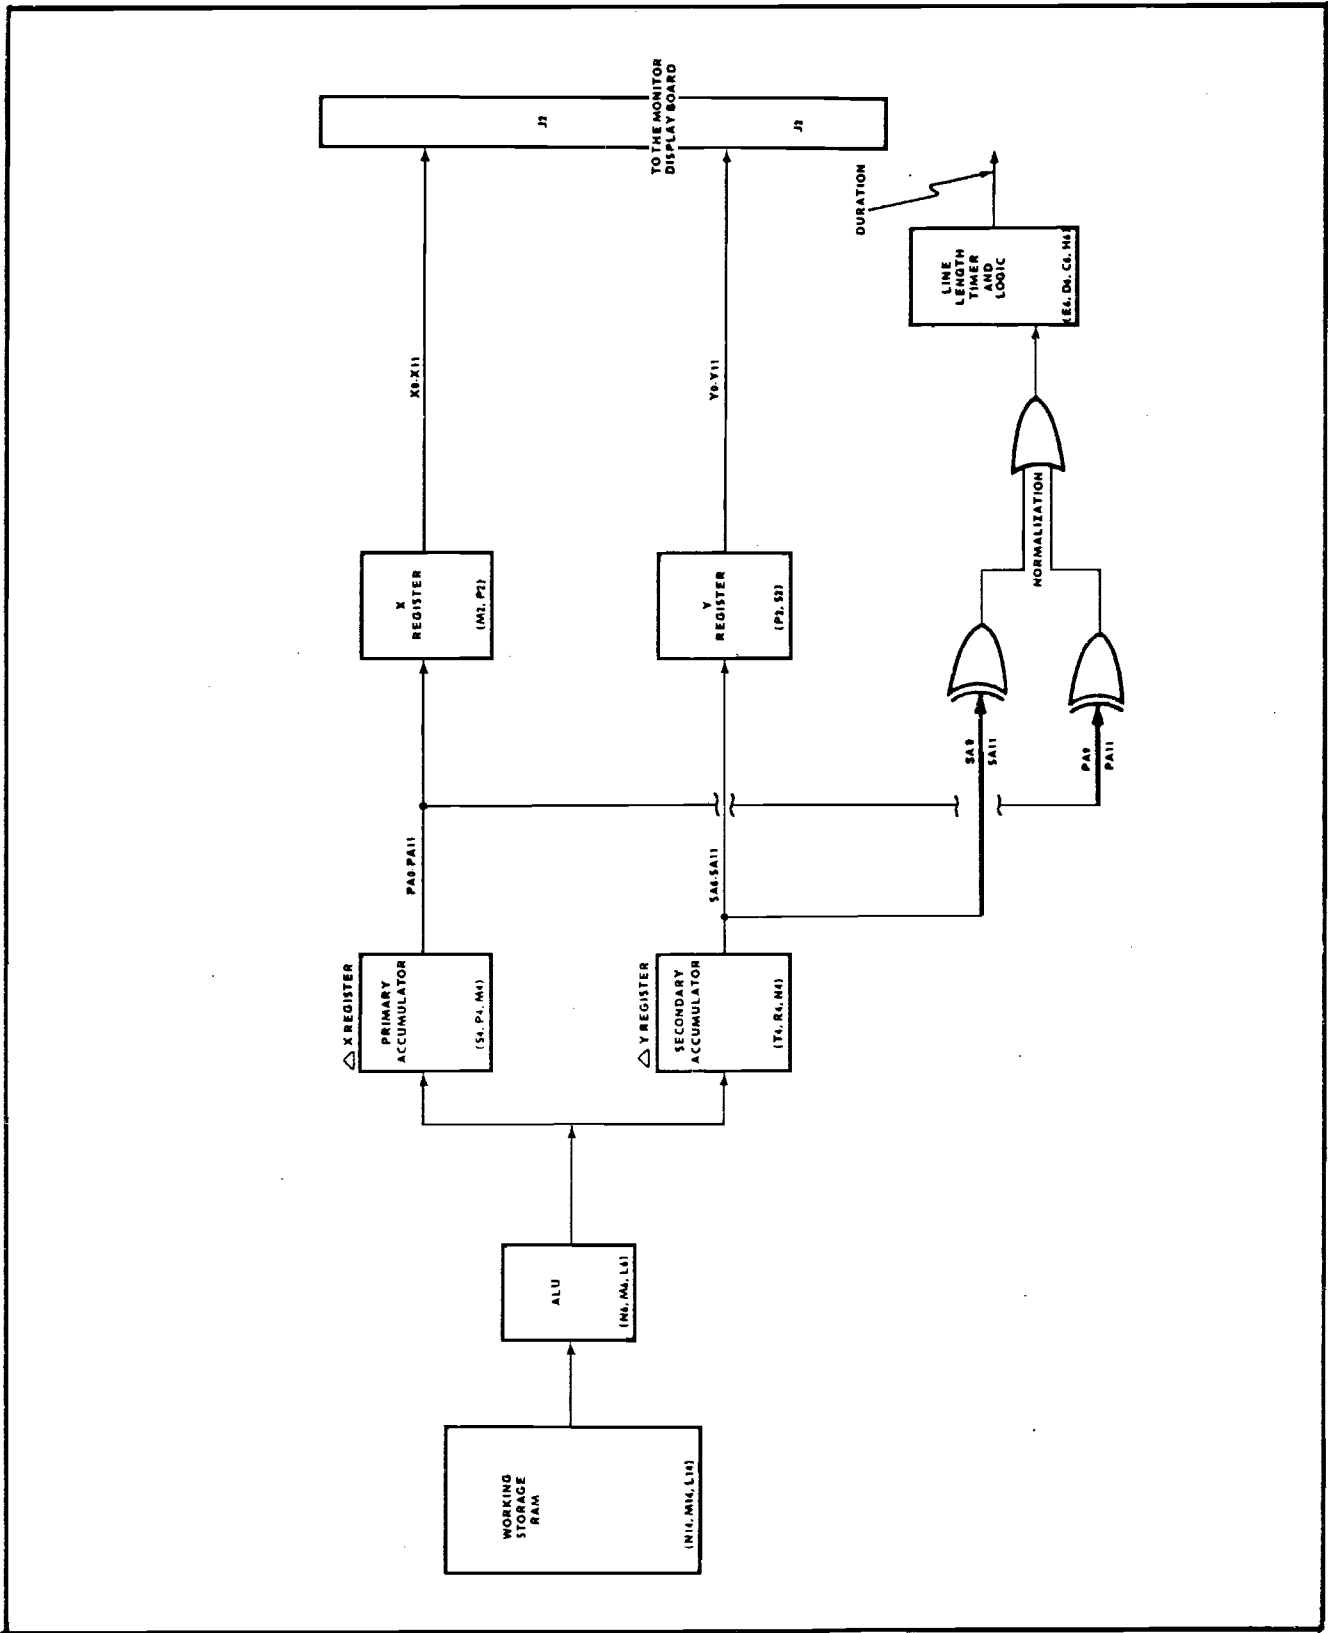 WORKING
STORAGE
RAM
(N14, M14, L14)
ALU
(N6, M6, L6)
△ X REGISTER
PRIMARY
ACCUMULATOR
(S4, P4, M4)
△ Y REGISTER
SECONDARY
ACCUMULATOR
(T4, R4, N4)
PA0-PA11
SA0-SA11
X
REGISTER
(M2, P2)
Y
REGISTER
(P2, S2)
SA9
SA11
PA9
PA11
NORMALIZATION
X0-X11
Y0-Y11
LINE
LENGTH
TIMER
AND
LOGIC
(E6, D6, C6, H6)
DURATION
J2
TO THE MONITOR
DISPLAY BOARD
J2